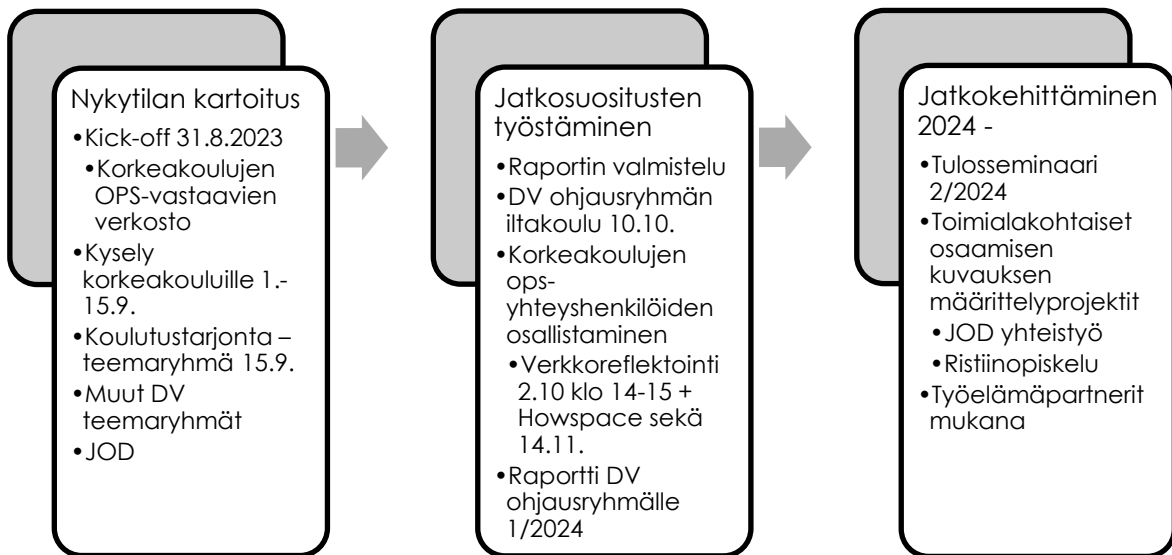 Nykytilan kartoitus
•Kick-off 31.8.2023
•Korkeakoulujen
OPS-vastaavien
verkosto
•Kysely
korkeakouluille 1.-
15.9.
•Koulutustarjonta –
teemaryhmä 15.9.
•Muut DV
teemaryhmät
•JOD
Jatkosuositusten
työstäminen
•Raportin valmistelu
•DV ohjausryhmän
iltakoulu 10.10.
•Korkeakoulujen
ops-
yhteyshenkilöiden
osallistaminen
•Verkkoreflektointi
2.10 klo 14-15 +
Howspace sekä
14.11.
•Raportti DV
ohjausryhmälle
1/2024
Jatkokehittäminen
2024 -
•Tulosseminaari
2/2024
•Toimialakohtaiset
osaamisen
kuvauksen
määrittelyprojektit
•JOD yhteistyö
•Ristiinopiskelu
•Työelämäpartnerit
mukana